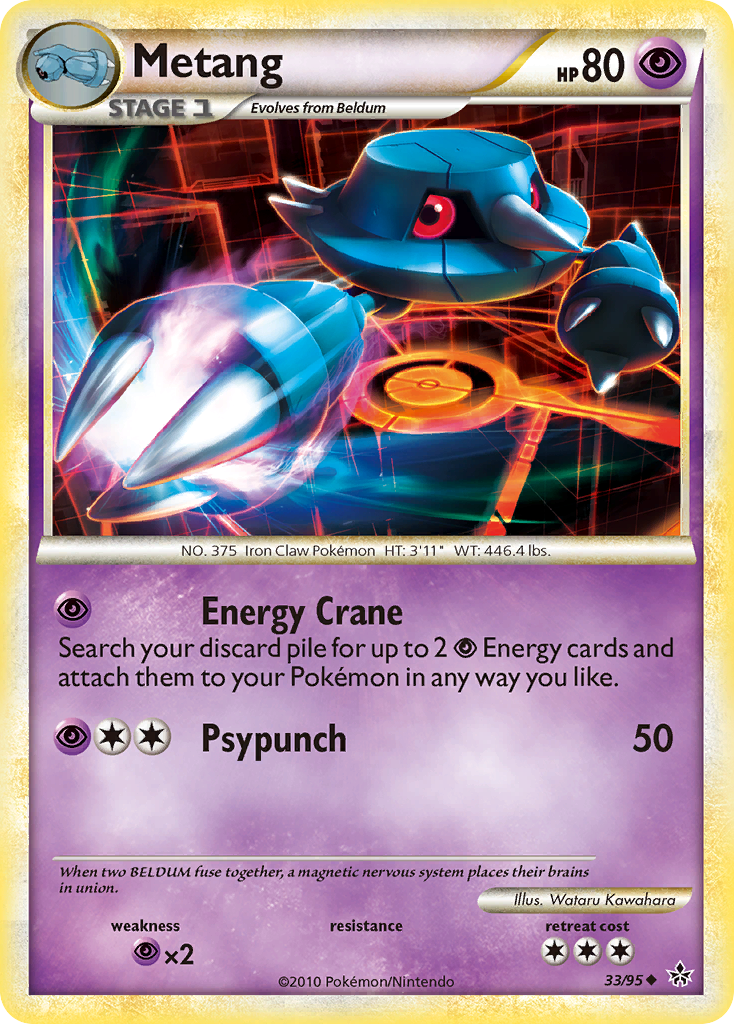 Metang
HP 80
STAGE 1
Evolves from Beldum
NO. 375 Iron Claw Pokémon HT: 3'11" WT: 446.4 lbs.
Energy Crane
Search your discard pile for up to 2 Energy cards and
attach them to your Pokémon in any way you like.
Psypunch 50
When two BELDUM fuse together, a magnetic nervous system places their brains
in union.
Illus. Wataru Kawahara
weakness resistance retreat cost
×2
©2010 Pokémon/Nintendo
33/95